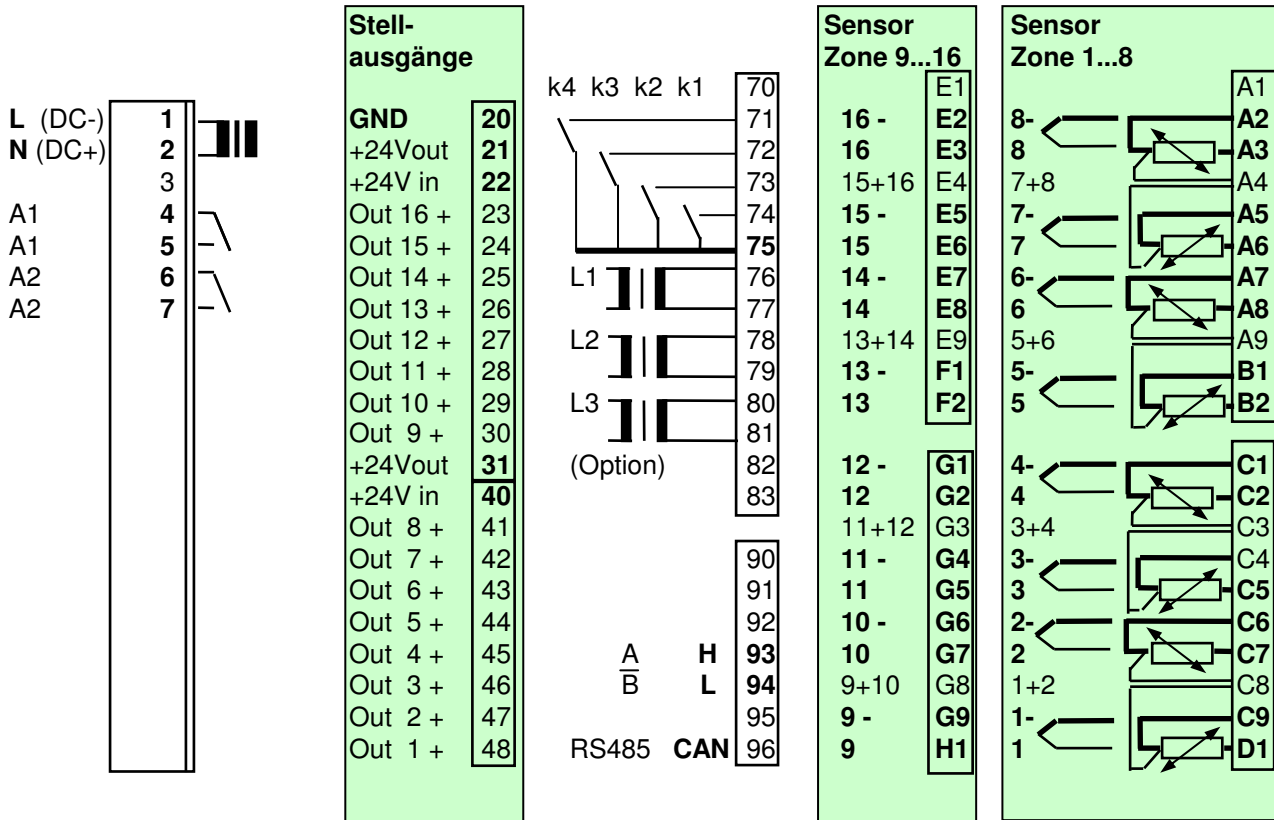 Stell-
ausgänge
Sensor
Zone 9...16
Sensor
Zone 1...8
L (DC-) 1
N (DC+) 2
3
A1 4
A1 5
A2 6
A2 7
GND 20
+24Vout 21
+24V in 22
Out 16 + 23
Out 15 + 24
Out 14 + 25
Out 13 + 26
Out 12 + 27
Out 11 + 28
Out 10 + 29
Out 9 + 30
+24Vout 31
+24V in 40
Out 8 + 41
Out 7 + 42
Out 6 + 43
Out 5 + 44
Out 4 + 45
Out 3 + 46
Out 2 + 47
Out 1 + 48
k4 k3 k2 k1 70
71
72
73
74
75
L1 76
77
L2 78
79
L3 80
81
(Option) 82
83
90
91
92
A H 93
B L 94
95
RS485 CAN 96
E1
16 - E2
16 E3
15+16 E4
15 - E5
15 E6
14 - E7
14 E8
13+14 E9
13 - F1
13 F2
12 - G1
12 G2
11+12 G3
11 - G4
11 G5
10 - G6
10 G7
9+10 G8
9 - G9
9 H1
A1
8- A2
8 A3
7+8 A4
7- A5
7 A6
6- A7
6 A8
5+6 A9
5- B1
5 B2
4- C1
4 C2
3+4 C3
3- C4
3 C5
2- C6
2 C7
1+2 C8
1- C9
1 D1